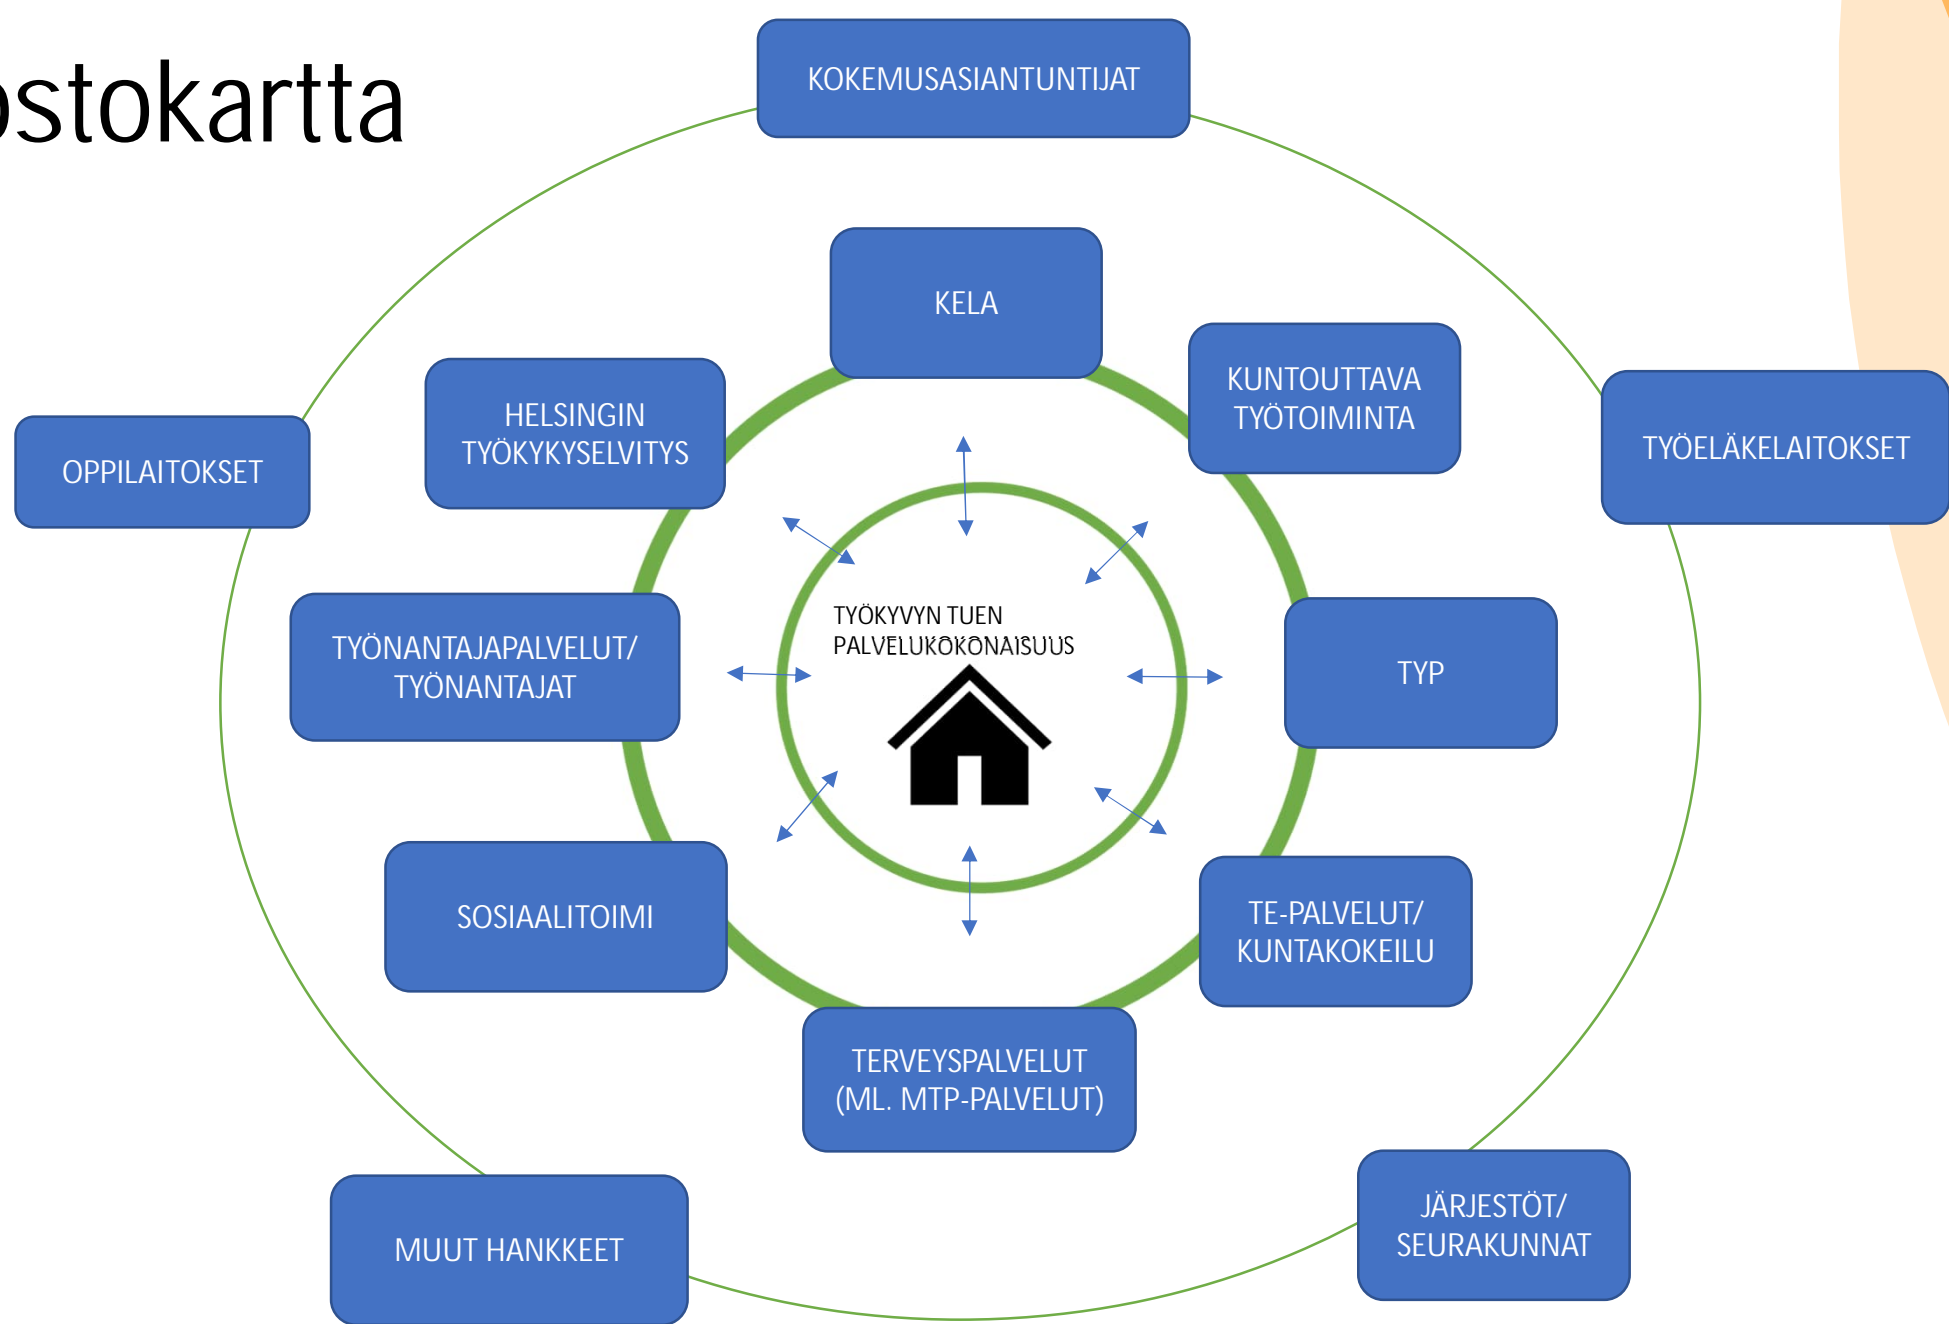 ostokartta
KOKEMUSASIANTUNTIJAT
KELA
KUNTOUTTAVA
TYÖTOIMINTA
HELSINGIN
TYÖKYKYSELVITYS
OPPILAITOKSET
TYÖELÄKELAITOKSET
TYÖKYVYN TUEN
PALVELUKOKONAISUUS
TYÖNANTAJAPALVELUT/
TYÖNANTAJAT
TYP
SOSIAALITOIMI
TE-PALVELUT/
KUNTAKOKEILU
TERVEYSPALVELUT
(ML. MTP-PALVELUT)
MUUT HANKKEET
JÄRJESTÖT/
SEURAKUNNAT